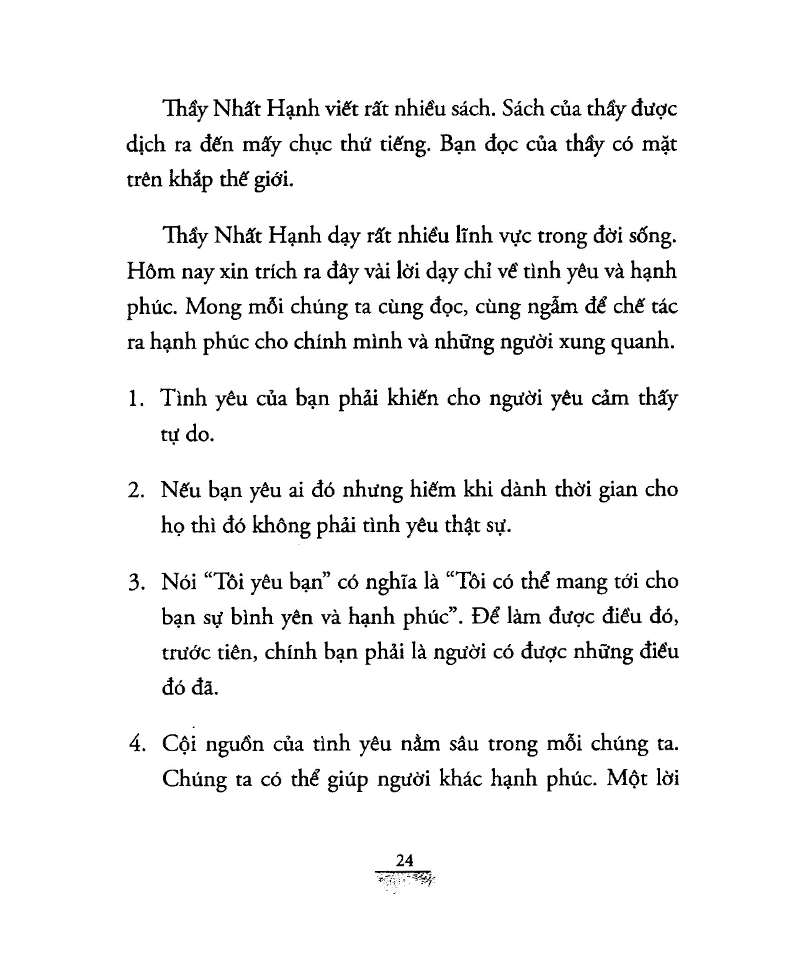 Thầy Nhất Hạnh viết rất nhiều sách. Sách của thầy được
dịch ra đến mấy chục thứ tiếng. Bạn đọc của thầy có mặt
trên khắp thế giới.
Thầy Nhất Hạnh dạy rất nhiều lĩnh vực trong đời sống.
Hôm nay xin trích ra đây vài lời dạy chỉ về tình yêu và hạnh
phúc. Mong mỗi chúng ta cùng đọc, cùng ngẫm để chế tác
ra hạnh phúc cho chính mình và những người xung quanh.
1. Tình yêu của bạn phải khiến cho người yêu cảm thấy
tự do.
2. Nếu bạn yêu ai đó nhưng hiếm khi dành thời gian cho
họ thì đó không phải tình yêu thật sự.
3. Nói “Tôi yêu bạn” có nghĩa là “Tôi có thể mang tới cho
bạn sự bình yên và hạnh phúc”. Để làm được điều đó,
trước tiên, chính bạn phải là người có được những điều
đó đã.
4. Cội nguồn của tình yêu nằm sâu trong mỗi chúng ta.
Chúng ta có thể giúp người khác hạnh phúc. Một lời
24